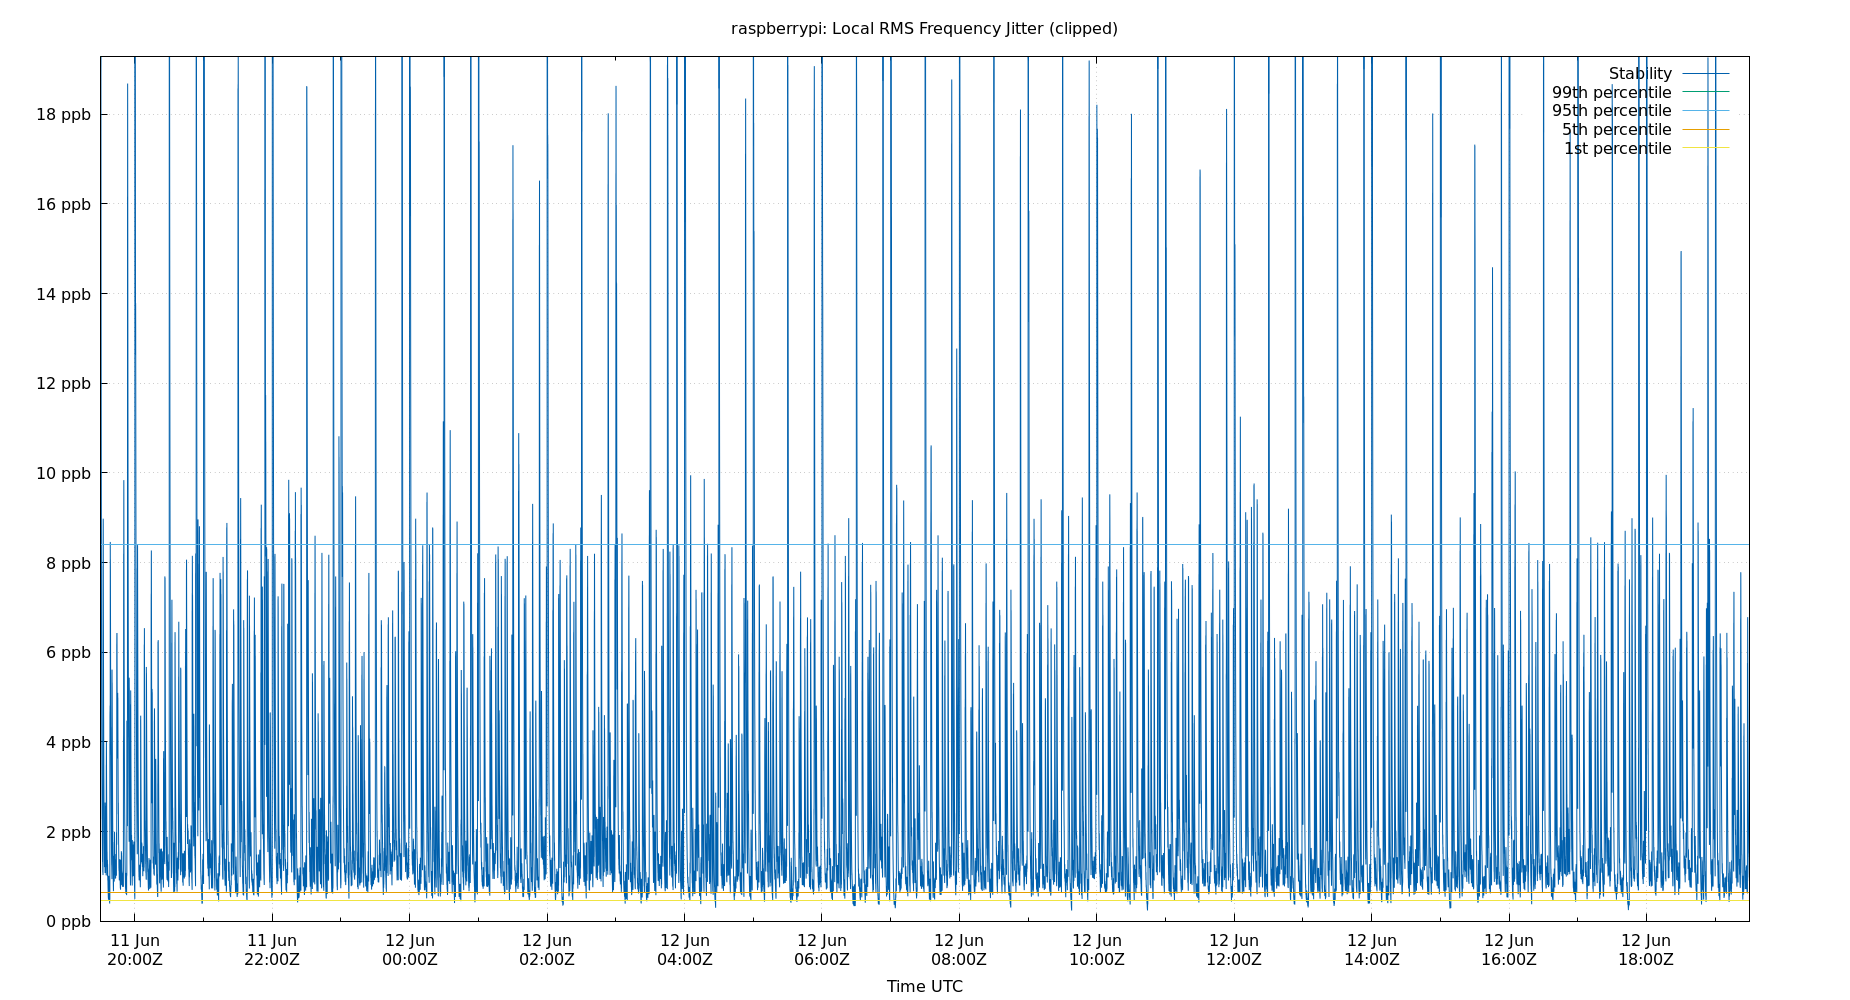 raspberrypi: Local RMS Frequency Jitter (clipped)
Stability
99th percentile
95th percentile
5th percentile
1st percentile
18 ppb
16 ppb
14 ppb
12 ppb
10 ppb
8 ppb
6 ppb
4 ppb
2 ppb
0 ppb
11 Jun 11 Jun 12 Jun 12 Jun 12 Jun 12 Jun 12 Jun 12 Jun 12 Jun 12 Jun 12 Jun 12 Jun
20:00Z 22:00Z 00:00Z 02:00Z 04:00Z 06:00Z 08:00Z 10:00Z 12:00Z 14:00Z 16:00Z 18:00Z
Time UTC